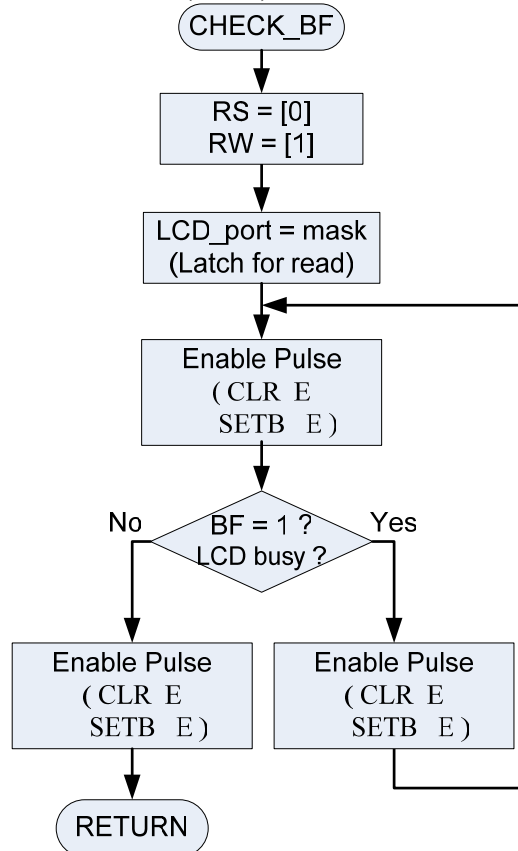 CHECK_BF
RS = [0]
RW = [1]
LCD_port = mask
(Latch for read)
Enable Pulse
( CLR E
SETB E )
No
BF = 1 ?
LCD busy ?
Yes
Enable Pulse
( CLR E
SETB E )
Enable Pulse
( CLR E
SETB E )
RETURN